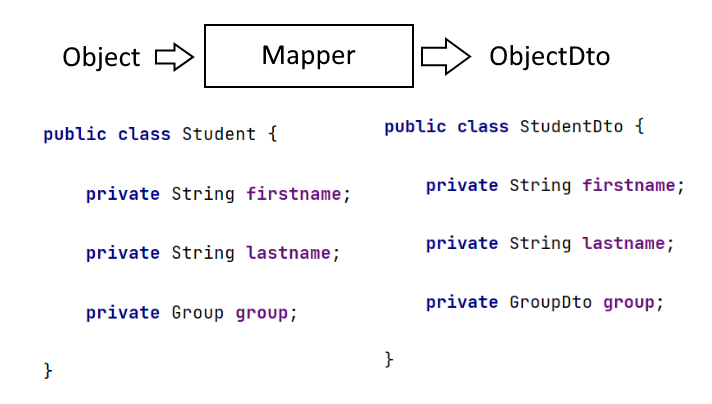 Object Mapper ObjectDto
public class Student {
private String firstname;
private String lastname;
private Group group;
}
public class StudentDto {
private String firstname;
private String lastname;
private GroupDto group;
}